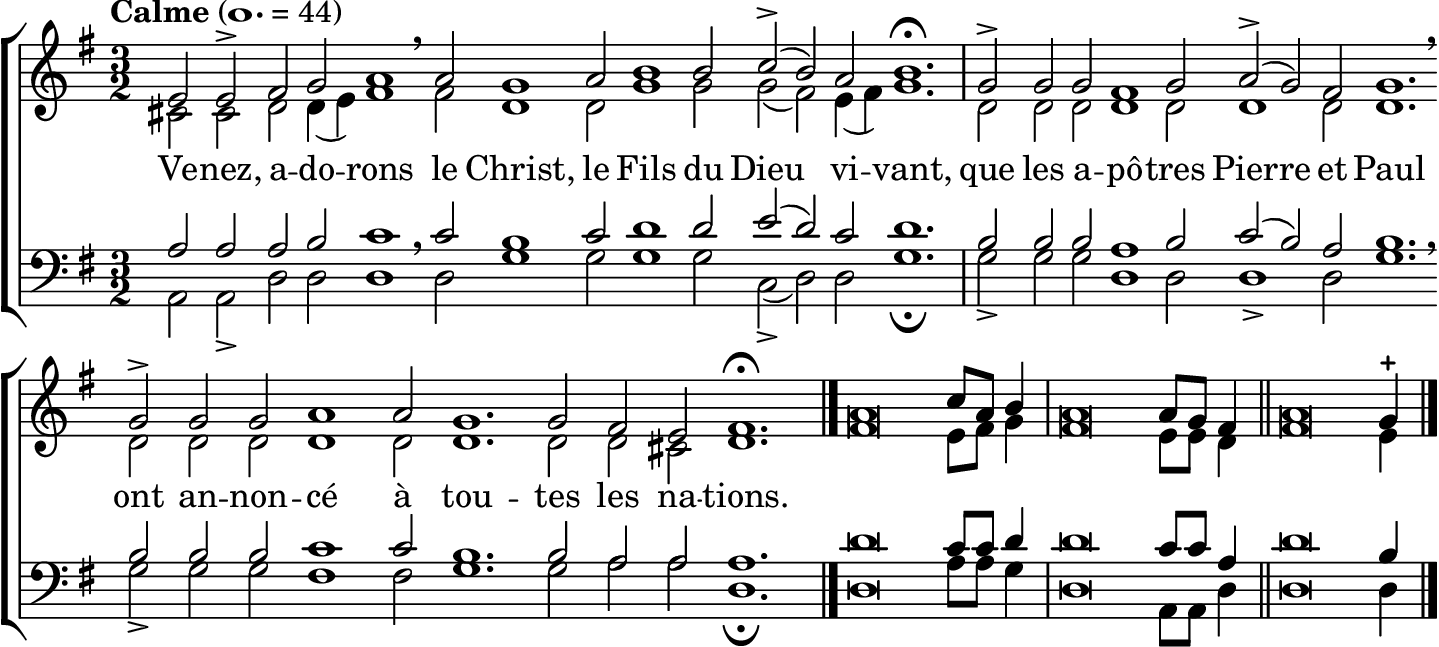 Calme (𝅝. = 44)
Venez, a -do -rons le Christ, le Fils du Dieu vi -vant, que les a -pôtres Pierre et Paul
ont an -non -cé à tou - tes les na -tions.